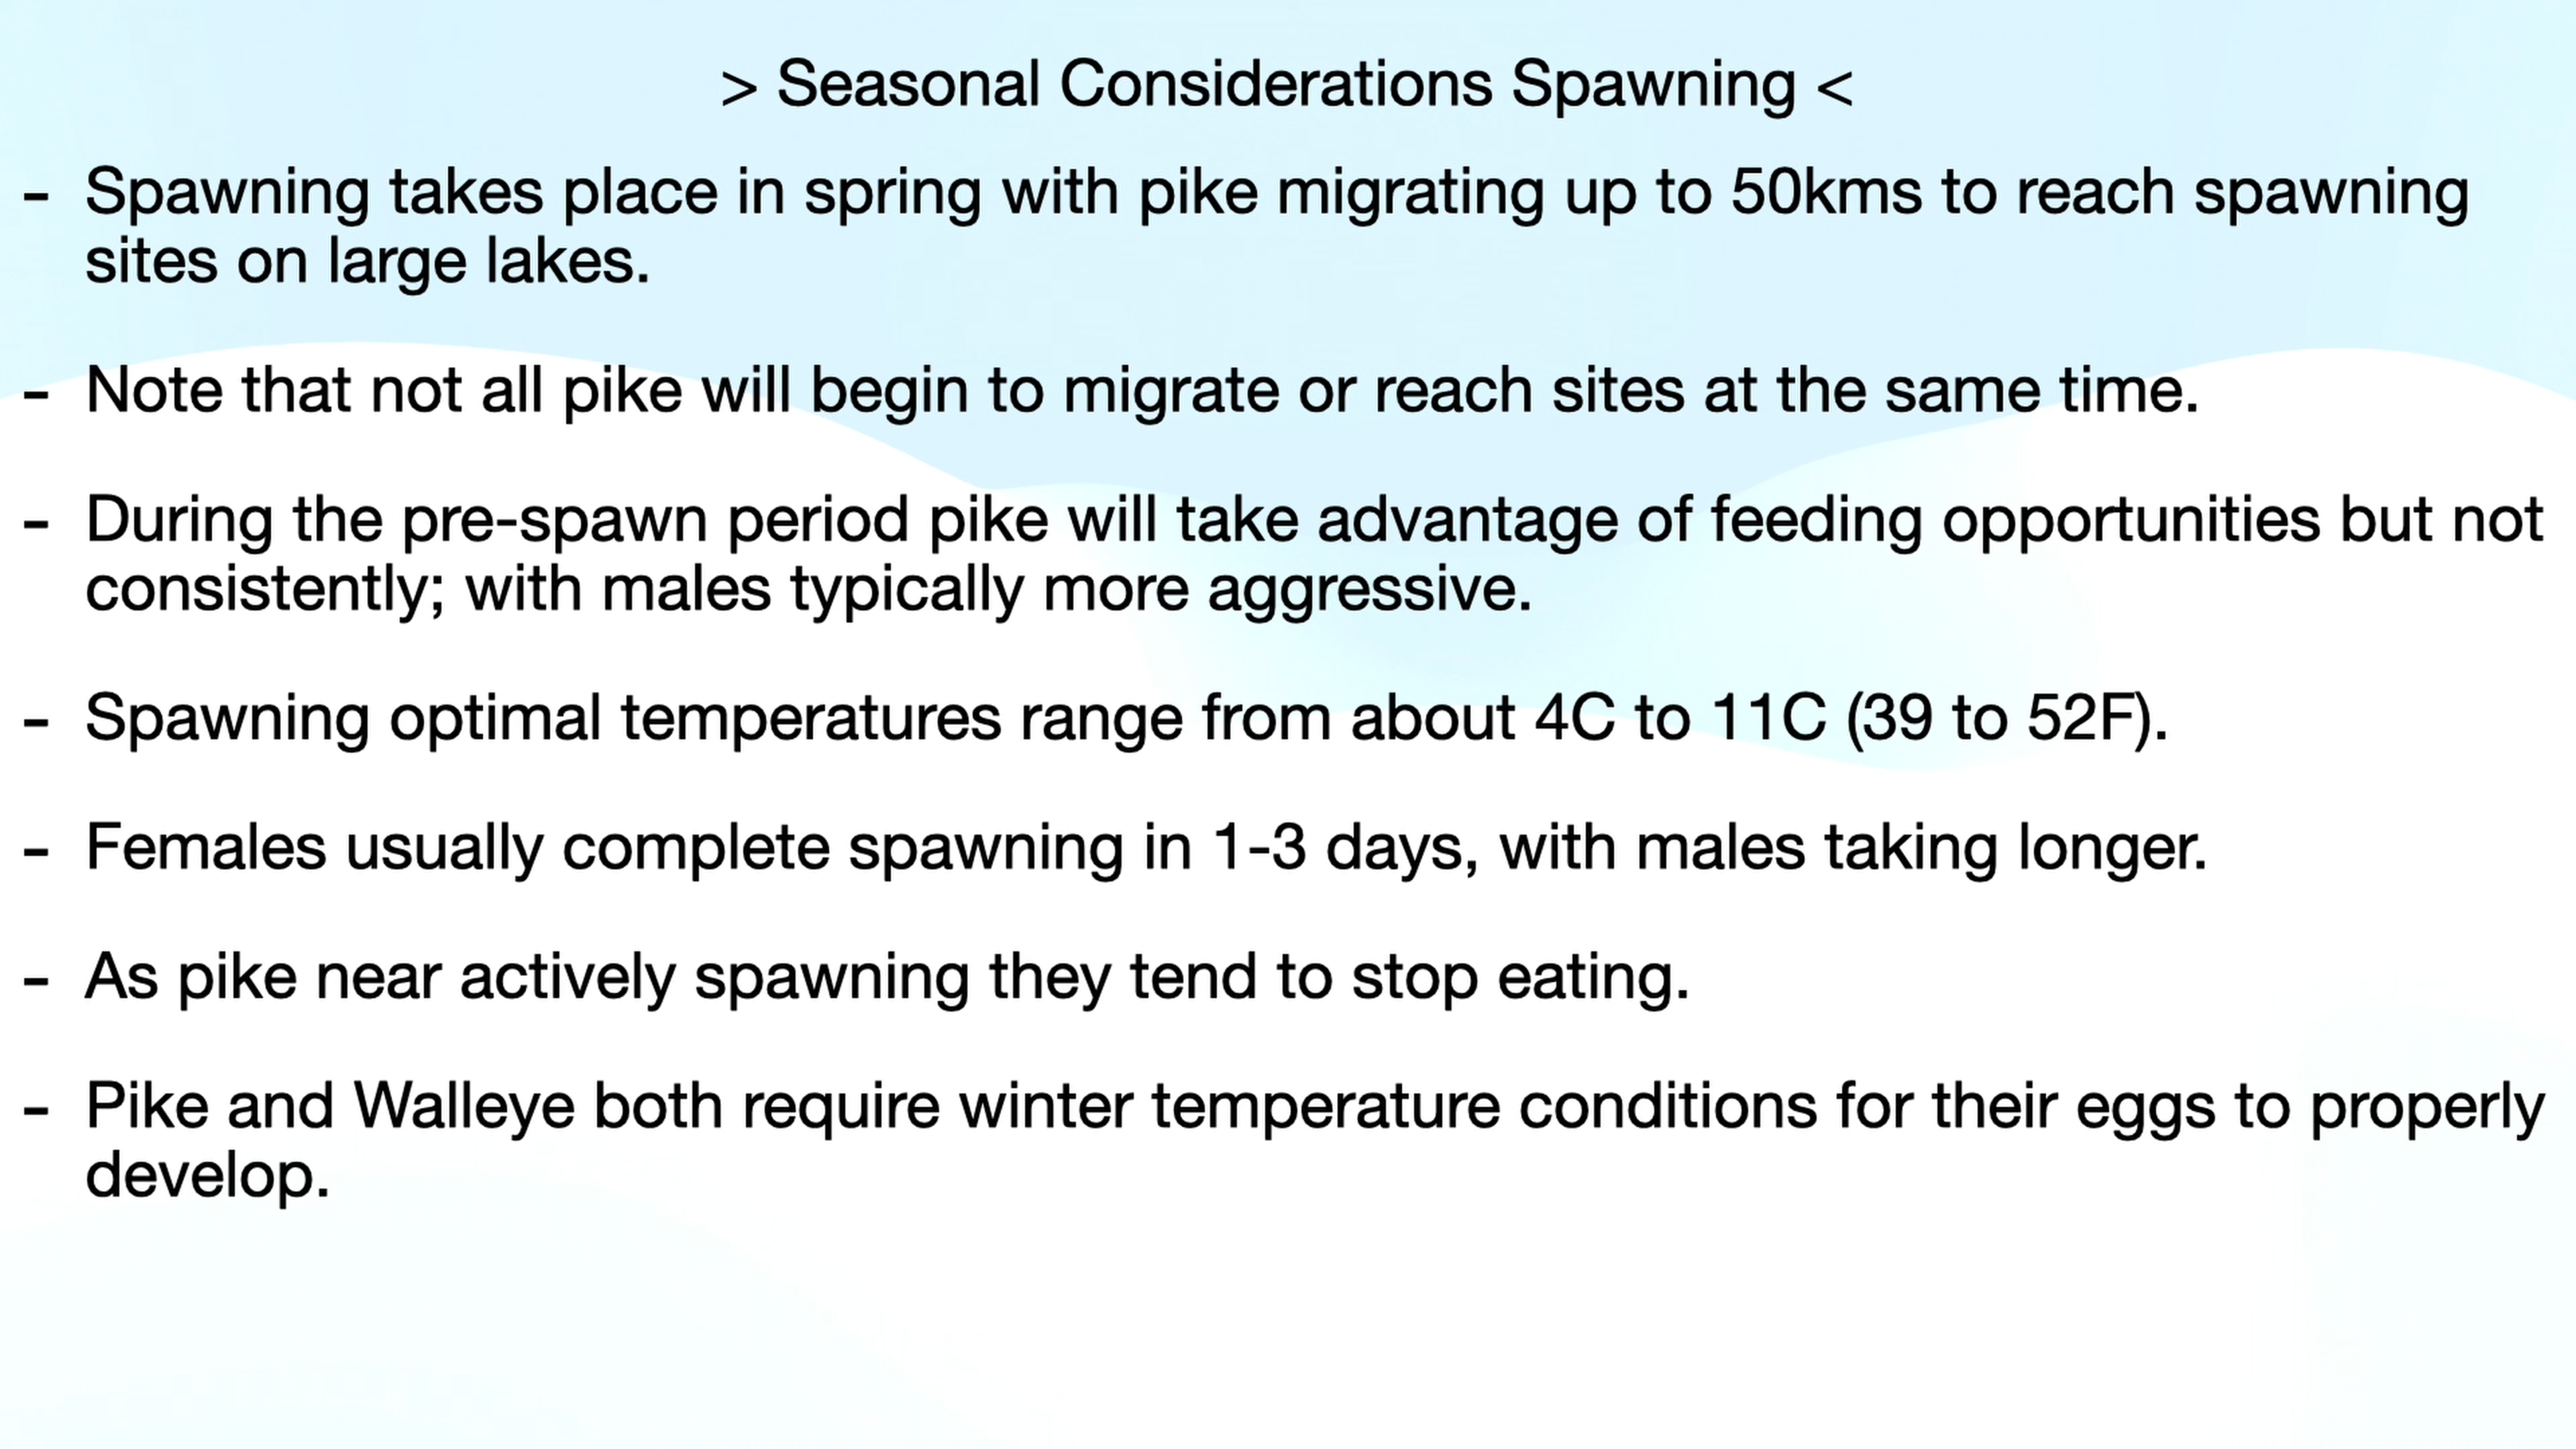 > Seasonal Considerations Spawning <
- Spawning takes place in spring with pike migrating up to 50kms to reach spawning
sites on large lakes.
- Note that not all pike will begin to migrate or reach sites at the same time.
- During the pre-spawn period pike will take advantage of feeding opportunities but not
consistently; with males typically more aggressive.
- Spawning optimal temperatures range from about 4C to 11C (39 to 52F).
- Females usually complete spawning in 1-3 days, with males taking longer.
- As pike near actively spawning they tend to stop eating.
- Pike and Walleye both require winter temperature conditions for their eggs to properly
develop.